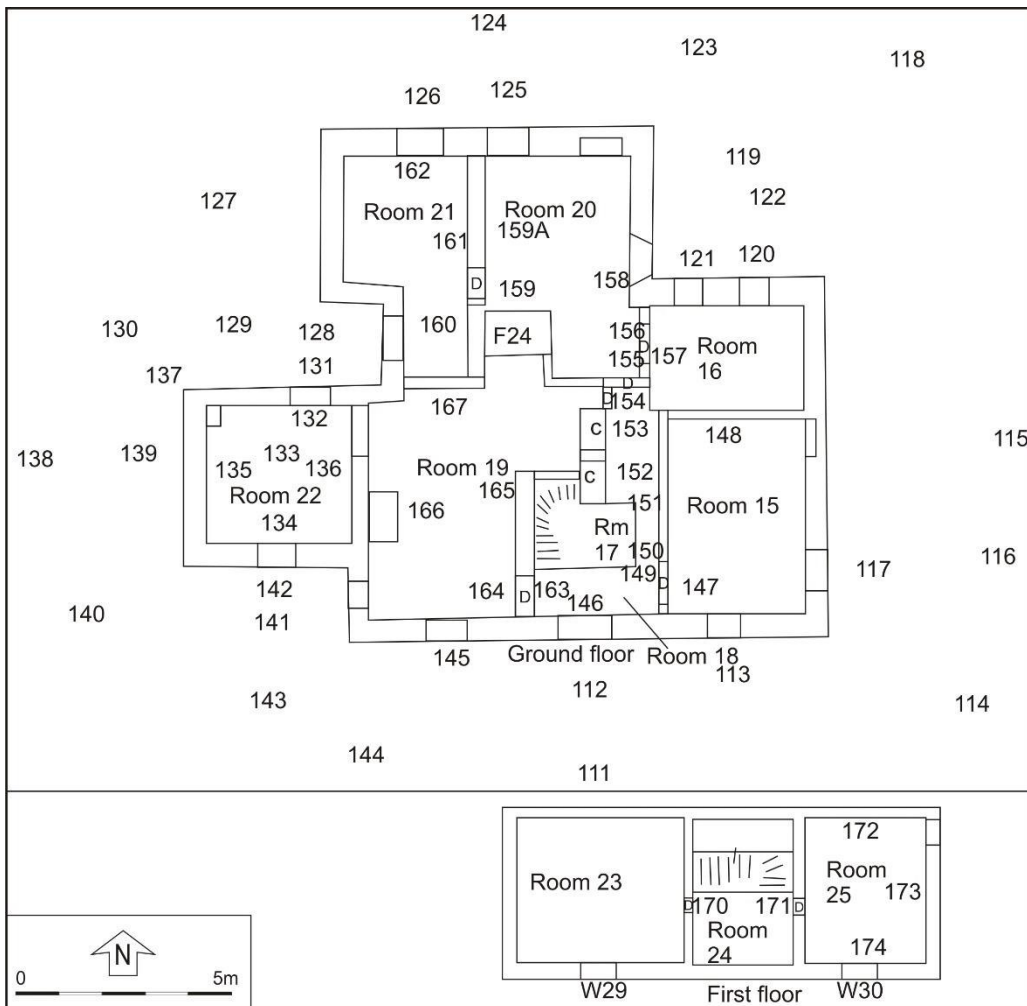 124
123
118
126
125
119
162
122
127
Room 21
Room 20
159A
161
121
120
158
D
159
130
129
128
160
F24
156
D
155
157
Room
16
131
137
D
D
154
167
132
C
153
148
115
138
139
133
135
136
Room 19
165
C
152
Room 22
166
151
Room 15
134
Rm
17
150
149
116
117
142
164
D
163
D
147
146
140
141
145
Ground floor
Room 18
113
112
143
114
144
111
172
Room 23
Room
25
173
D
170
171
D
Room
24
174
N
0
5m
W29
First floor
W30